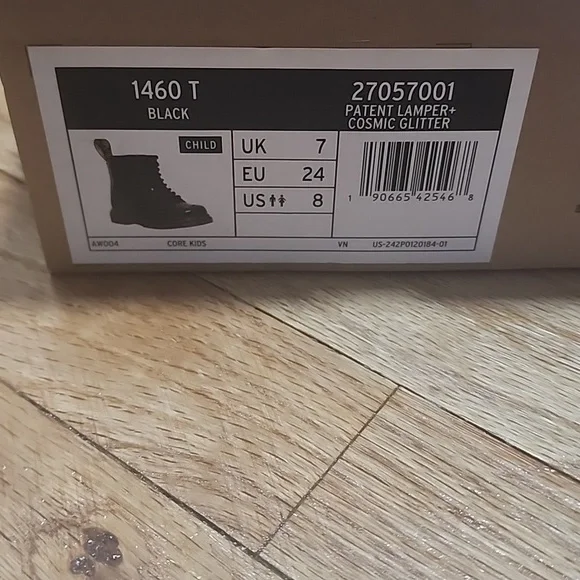 1460 T
BLACK
27057001
PATENT LAMPER+
COSMIC GLITTER
CHILD
UK 7
EU 24
US 8
1 90665 42546 8
AW004 CORE KIDS VN US-242P0120184-01